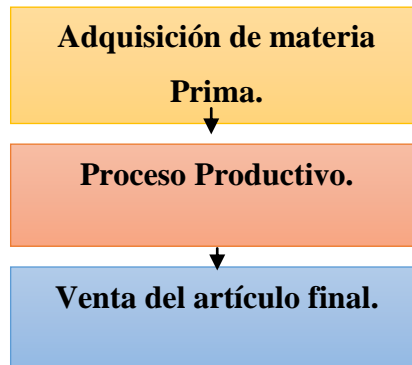 Adquisición de materia
Prima.
Proceso Productivo.
Venta del artículo final.